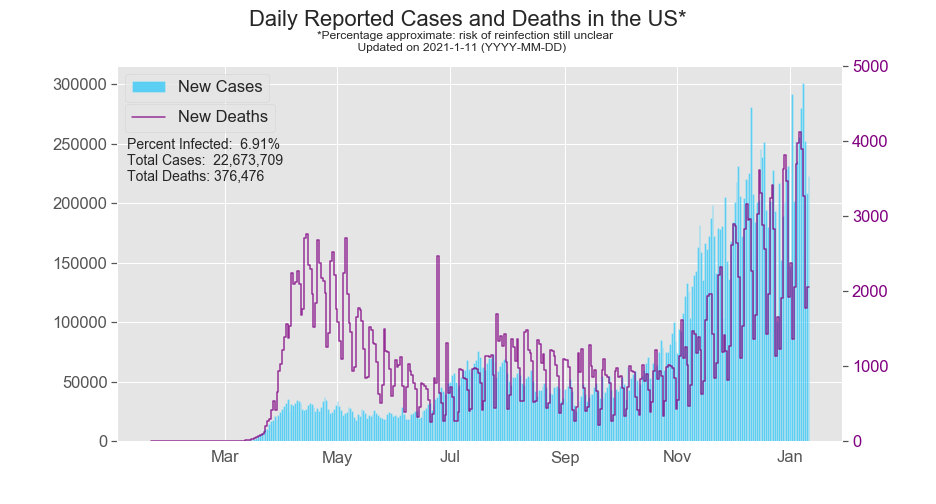 Daily Reported Cases and Deaths in the US*
*Percentage approximate: risk of reinfection still unclear
Updated on 2021-1-11 (YYYY-MM-DD)
New Cases
New Deaths
Percent Infected: 6.91%
Total Cases: 22,673,709
Total Deaths: 376,476
300000
250000
200000
150000
100000
50000
0
5000
4000
3000
2000
1000
0
Mar May Jul Sep Nov Jan